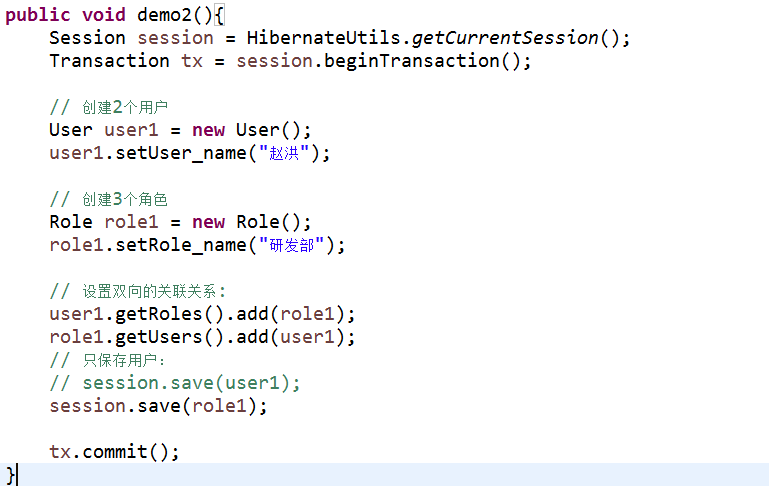 public void demo2(){
Session session = HibernateUtils.getCurrentSession();
Transaction tx = session.beginTransaction();
// 创建2个用户
User user1 = new User();
user1.setUser_name("赵洪");
// 创建3个角色
Role role1 = new Role();
role1.setRole_name("研发部");
// 设置双向的关联关系:
user1.getRoles().add(role1);
role1.getUsers().add(user1);
// 只保存用户:
// session.save(user1);
session.save(role1);
tx.commit();
}